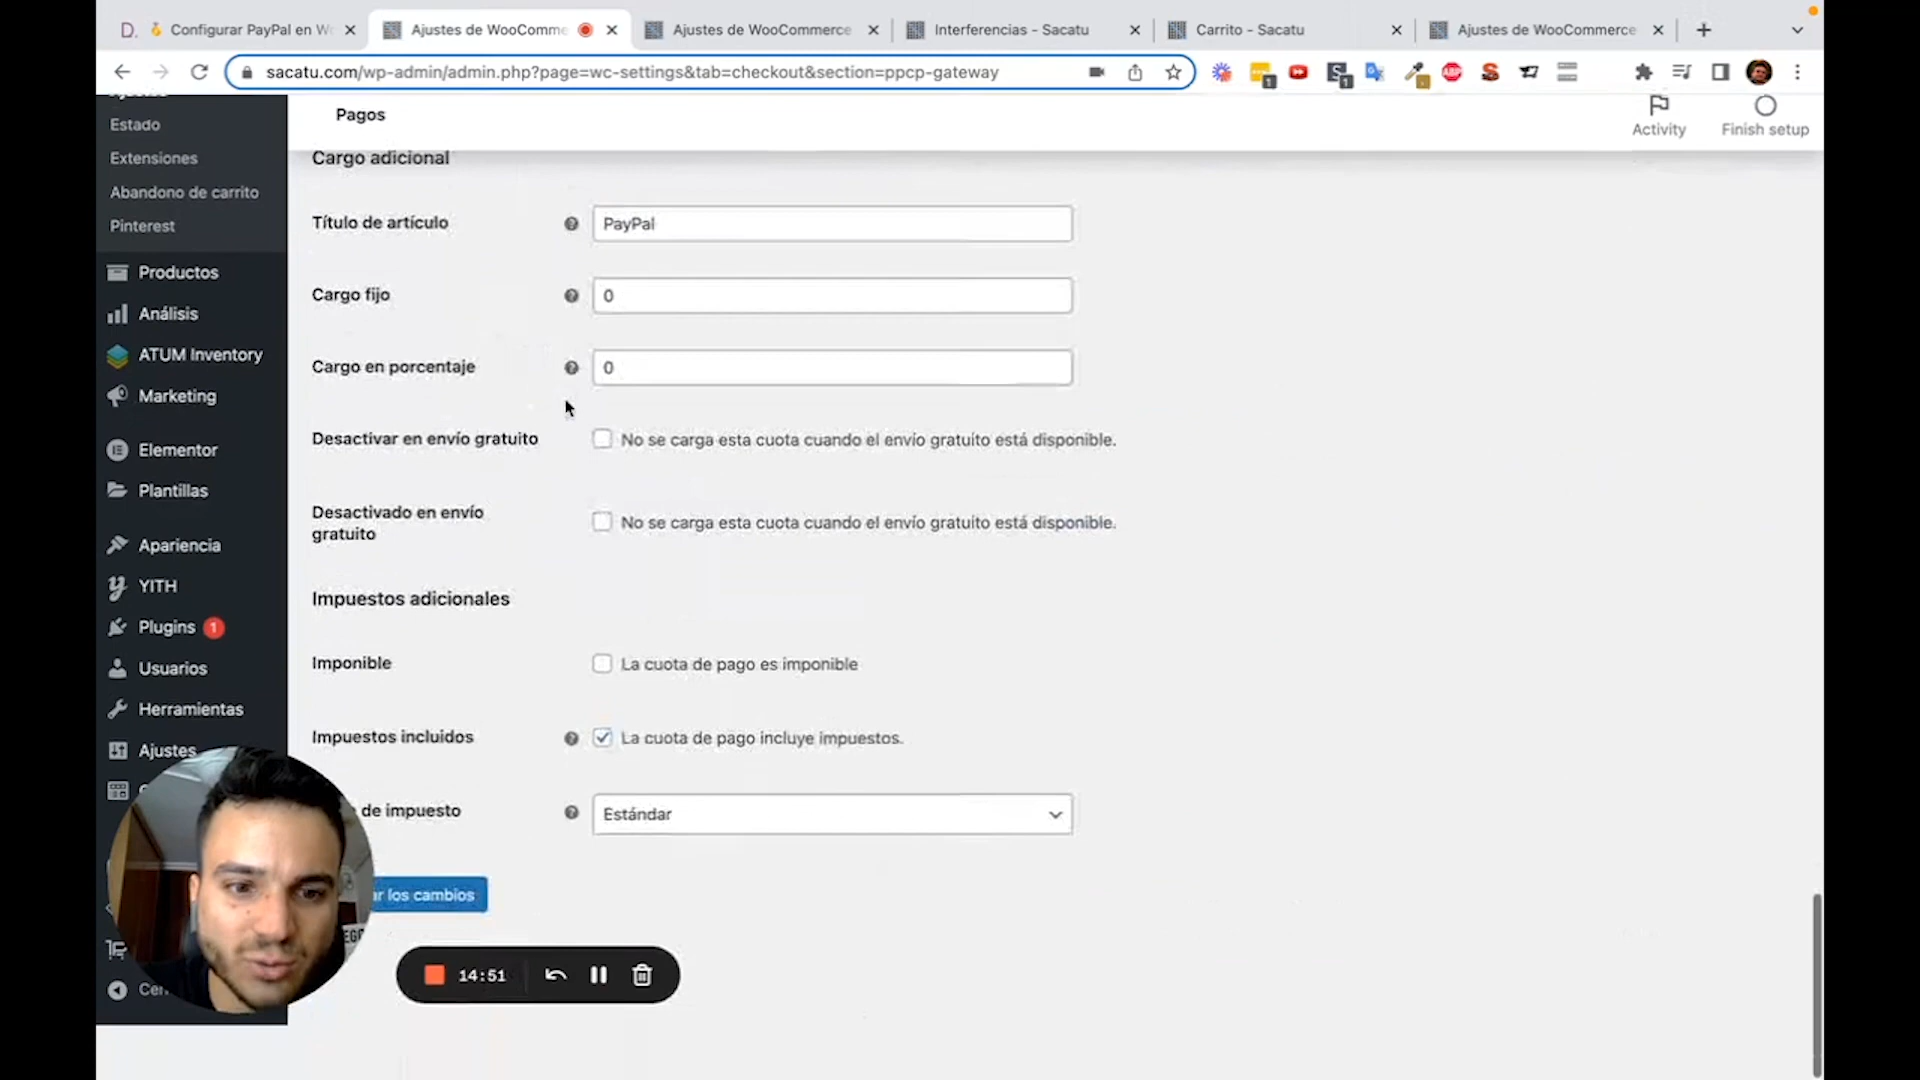 D. Configurar PayPal en Wo
Ajustes de WooComme
Ajustes de WooCommerce
Interferencias - Sacatu
Carrito - Sacatu
Ajustes de WooCommerce
sacatu.com/wp-admin/admin.php?page=wc-settings&tab=checkout&section=ppcp-gateway
1
1
ABP
Pagos
Activity
Finish setup
Estado
Extensiones
Abandono de carrito
Pinterest
Productos
Análisis
ATUM Inventory
Marketing
Elementor
Plantillas
Apariencia
YITH
Plugins 1
Usuarios
Herramientas
Ajustes
Cer
Cargo adicional
Título de artículo
PayPal
Cargo fijo
0
Cargo en porcentaje
0
Desactivar en envío gratuito
No se carga esta cuota cuando el envío gratuito está disponible.
Desactivado en envío
gratuito
No se carga esta cuota cuando el envío gratuito está disponible.
Impuestos adicionales
Imponible
La cuota de pago es imponible
Impuestos incluidos
La cuota de pago incluye impuestos.
de impuesto
Estándar
ar los cambios
14:51